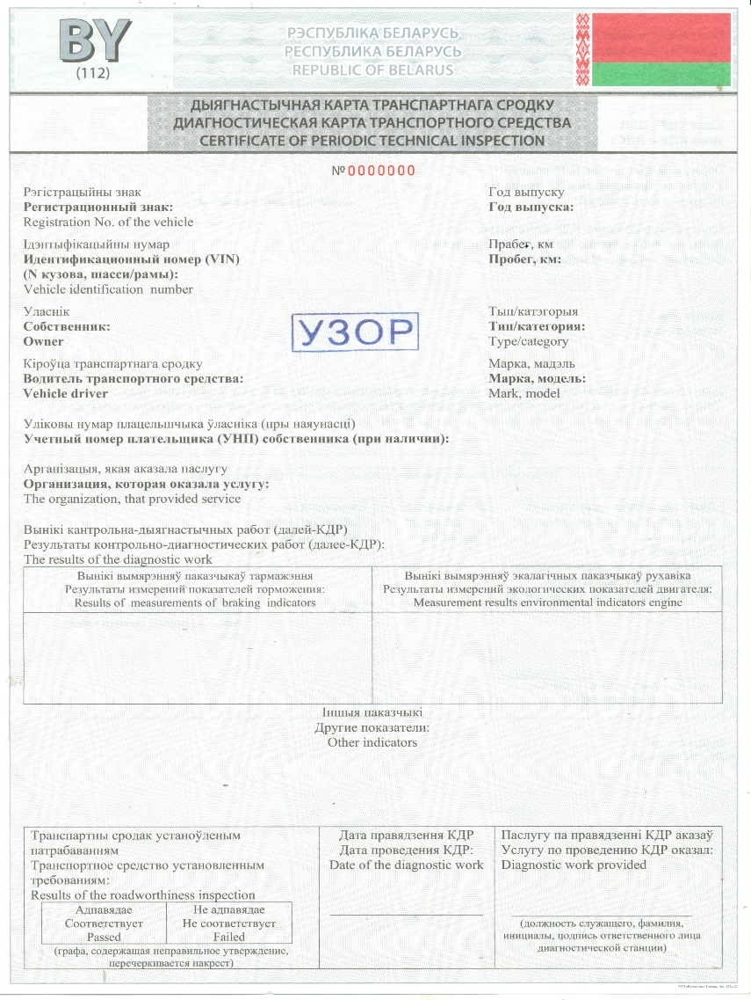 BY
(112)
РЭСПУБЛІКА БЕЛАРУСЬ
РЕСПУБЛИКА БЕЛАРУСЬ
REPUBLIC OF BELARUS
ДЫЯГНАСТЫЧНАЯ КАРТА ТРАНСПАРТНАГА СРОДКУ
ДИАГНОСТИЧЕСКАЯ КАРТА ТРАНСПОРТНОГО СРЕДСТВА
CERTIFICATE OF PERIODIC TECHNICAL INSPECTION
№0000000
Рэгістрацыйны знак
Регистрационный знак:
Registration No. of the vehicle
Год выпуску
Год выпуска:
Ідэнтыфікацыйны нумар
Идентификационный номер (VIN)
(N кузова, шасси/рамы):
Vehicle identification number
Прабег, км
Пробег, км:
Уласнік
Собственник:
Owner
УЗОР
Тып/катэгорыя
Тип/категория:
Type/category
Кіроўца транспартнага сродку
Водитель транспортного средства:
Vehicle driver
Марка, мадэль
Марка, модель:
Mark, model
Уліковы нумар плацельшчыка ўласніка (пры наяунасці)
Учетный номер плательщика (УНП) собственника (при наличии):
Арганізацыя, якая аказала паслугу
Организация, которая оказала услугу:
The organization, that provided service
Вынікі кантрольна-дыягнастычных работ (далей-КДР)
Результаты контрольно-диагностических работ (далее-КДР):
The results of the diagnostic work
Вынікі вымярэнняў паказчыкаў тармажэння
Результаты измерений показателей торможения:
Results of measurements of braking indicators
Вынікі вымярэнняў экалагічных паказчыкаў рухавіка
Результаты измерений экологических показателей двигателя:
Measurement results environmental indicators engine
Іншыя паказчыкі
Другие показатели:
Other indicators
Транспартны сродак устаноўленым
патрабаванням
Транспортное средство установленным
требованиям:
Results of the roadworthiness inspection
Адпавядае
Соответствует
Passed
Не адпавядае
Не соответствует
Failed
(графа, содержащая неправильное утверждение,
перечеркивается накрест)
Дата правядзення КДР
Дата проведения КДР:
Date of the diagnostic work
Паслугу па правядзенні КДР аказаў
Услугу по проведению КДР оказал:
Diagnostic work provided
(должность служащего, фамилия,
инициалы, подпись ответственного лица
диагностической станции)